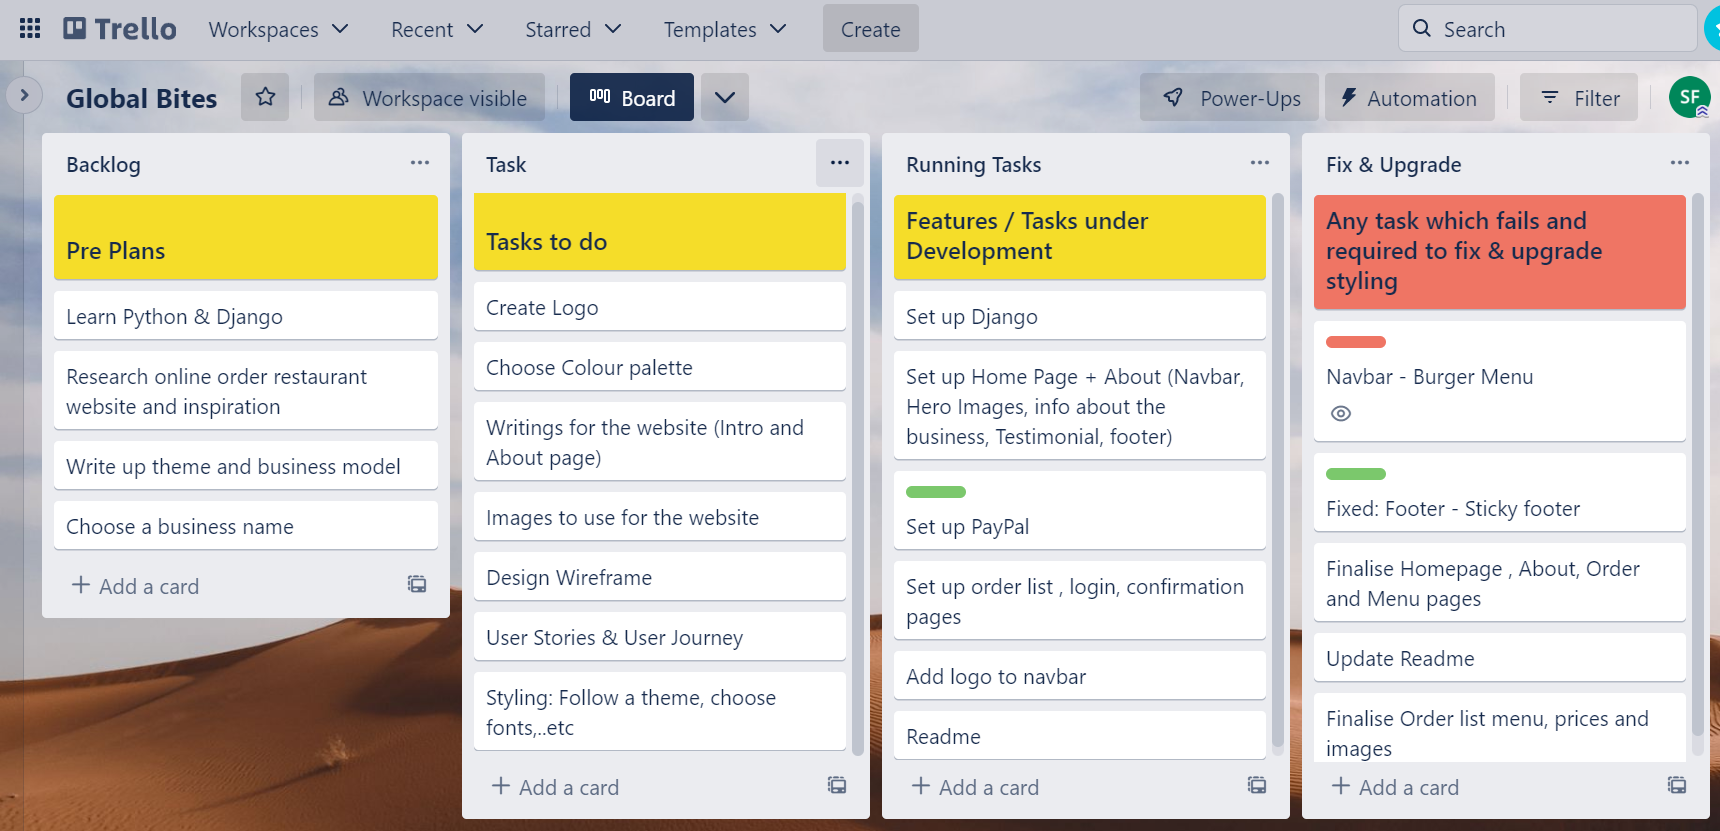 Trello
Workspaces
Recent
Starred
Templates
Create
Search
Global Bites
Workspace visible
Board
Power-Ups
Automation
Filter
SF
Backlog
Pre Plans
Learn Python & Django
Research online order restaurant
website and inspiration
Write up theme and business model
Choose a business name
Add a card
Task
Tasks to do
Create Logo
Choose Colour palette
Writings for the website (Intro and
About page)
Images to use for the website
Design Wireframe
User Stories & User Journey
Styling: Follow a theme, choose
fonts,..etc
Add a card
Running Tasks
Features / Tasks under
Development
Set up Django
Set up Home Page + About (Navbar,
Hero Images, info about the
business, Testimonial, footer)
Set up PayPal
Set up order list , login, confirmation
pages
Add logo to navbar
Readme
Add a card
Fix & Upgrade
Any task which fails and
required to fix & upgrade
styling
Navbar - Burger Menu
Fixed: Footer - Sticky footer
Finalise Homepage , About, Order
and Menu pages
Update Readme
Finalise Order list menu, prices and
images
Add a card